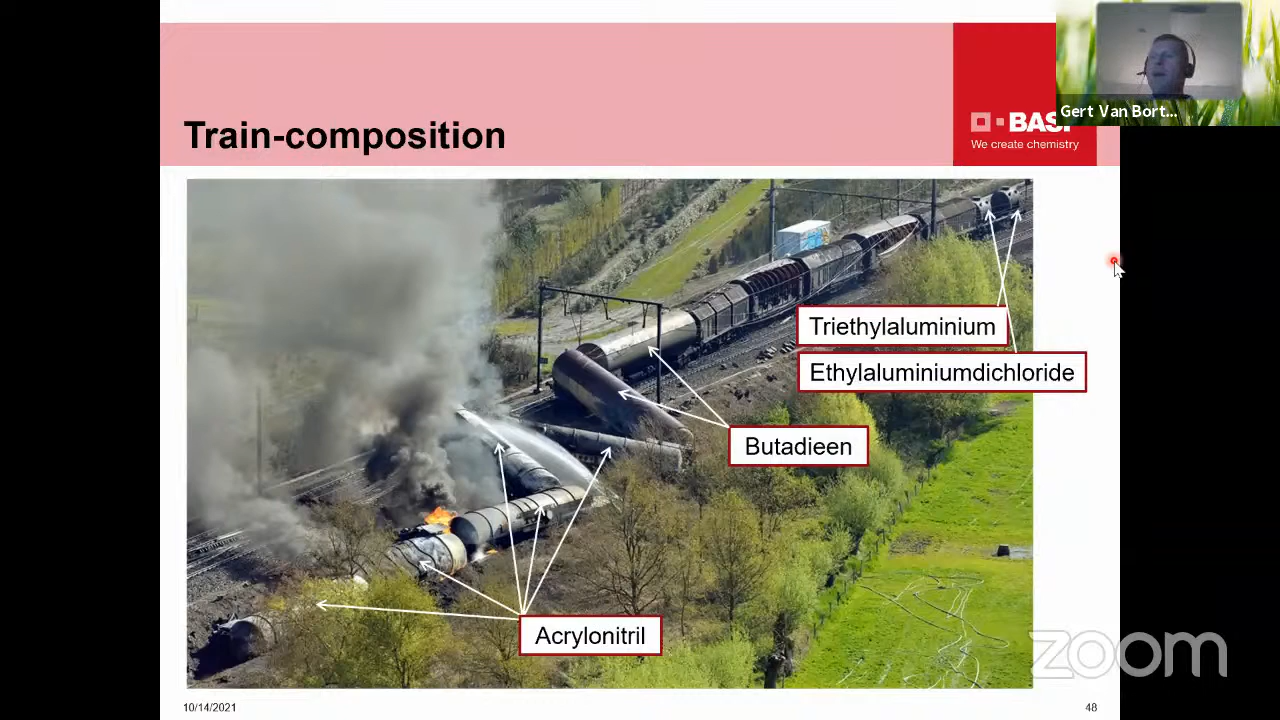 Train-composition
BASF
We create chemistry
Gert Van Bort...
Triethylaluminium
Ethylaluminiumdichloride
Butadieen
Acrylonitril
zoom
10/14/2021
48